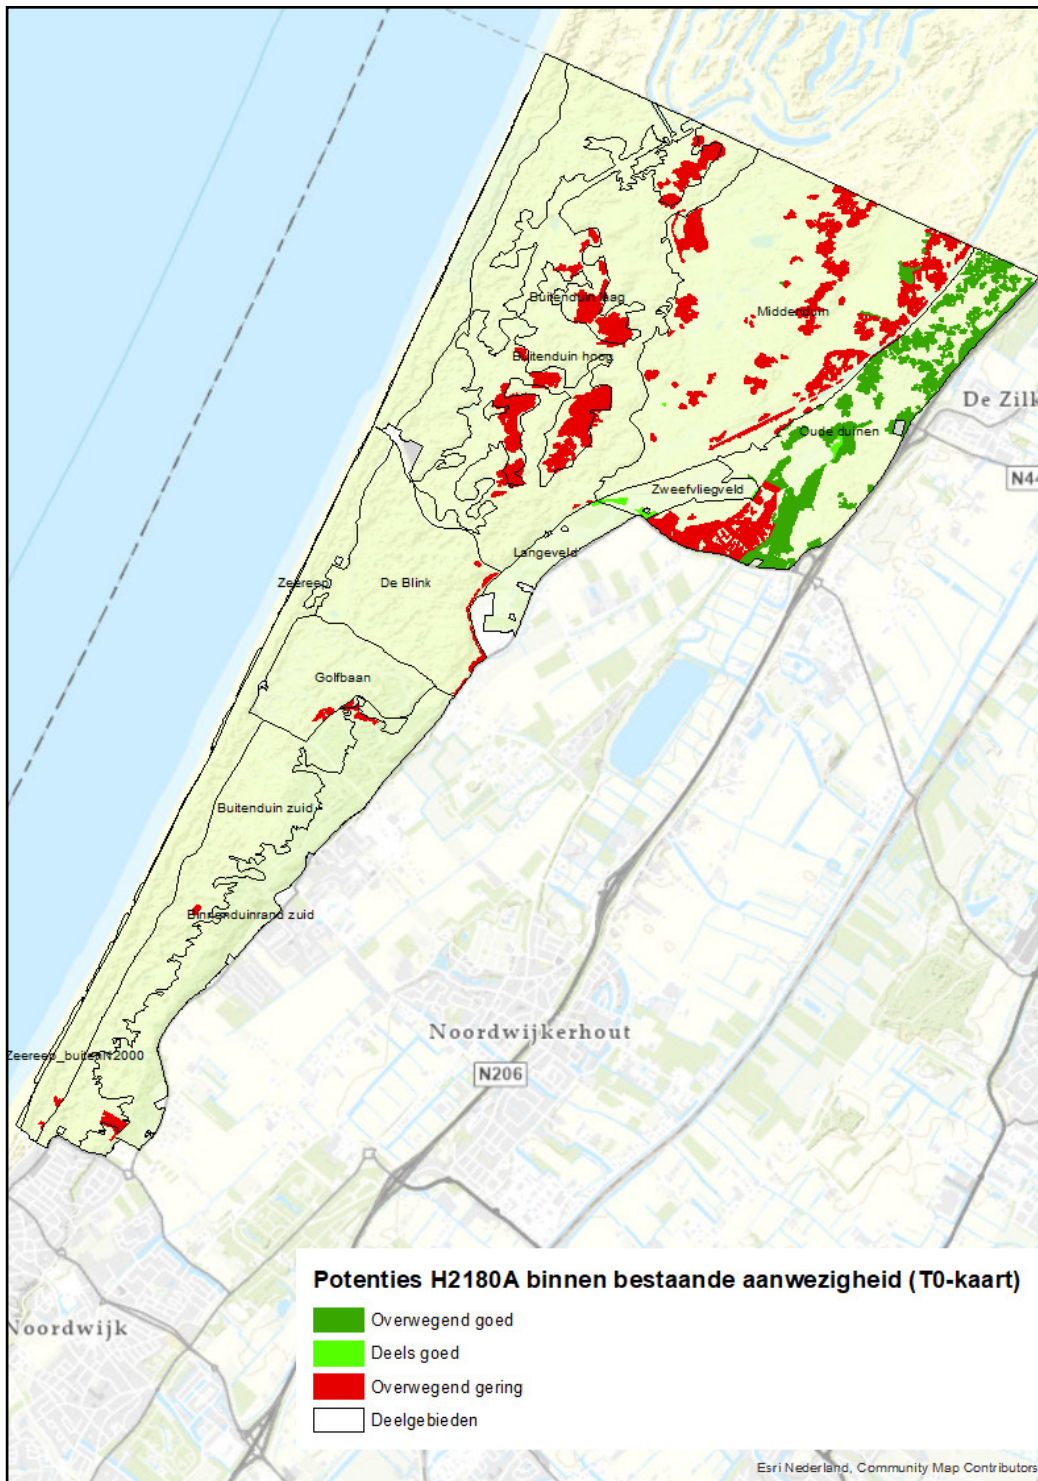 Buitenduin laag
Middenduin
Buitenduin hoog
De Zilk
Oude duinen
N44
Zweefvliegveld
Langeveld
Zeereep
De Blink
Golfbaan
Buitenduin zuid
Binnenduinrand zuid
Noordwijkerhout
Zeereep_buitenN2000
N206
Potenties H2180A binnen bestaande aanwezigheid (T0-kaart)
Overwegend goed
Noordwijk
Deels goed
Overwegend gering
Deelgebieden
Esri Nederland, Community Map Contributors